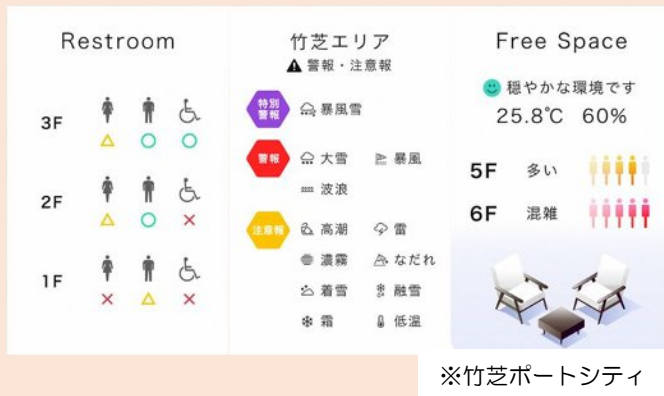 Restroom
3F
△ ○ ○
2F
△ ○ ×
1F
× △ ×
竹芝エリア
警報・注意報
特別
警報
暴風雪
警報
大雪 暴風
波浪
注意報
高潮 雷
濃霧 なだれ
着雪 融雪
霜 低温
Free Space
穏やかな環境です
25.8℃ 60%
5F 多い
6F 混雑
※竹芝ポートシティ